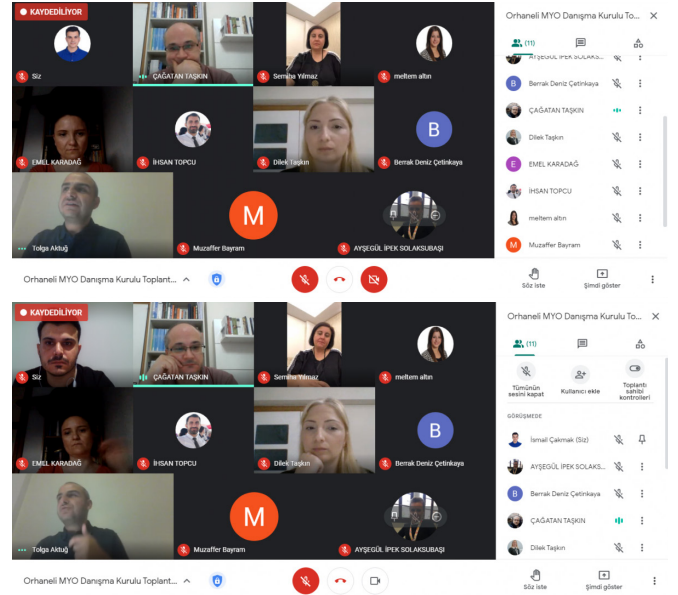 KAYDEDİLİYOR
Siz
ÇAĞATAN TAŞKIN
Semiha Yılmaz
meltem altın
EMEL KARADAĞ
İHSAN TOPCU
Dilek Taşkın
B
Berrak Deniz Çetinkaya
Tolga Aktuğ
M
Muzaffer Bayram
AYŞEGÜL İPEK SOLAKSUBAŞI
Orhaneli MYO Danışma Kurulu Toplant...
Orhaneli MYO Danışma Kurulu To...
(11)
AYŞEGÜL İPEK SOLAKS...
B Berrak Deniz Çetinkaya
ÇAĞATAN TAŞKIN
Dilek Taşkın
E EMEL KARADAĞ
İHSAN TOPCU
meltem altın
M Muzaffer Bayram
Söz iste
Şimdi göster
KAYDEDİLİYOR
Siz
ÇAĞATAN TAŞKIN
Semiha Yılmaz
meltem altın
EMEL KARADAĞ
İHSAN TOPCU
Dilek Taşkın
B
Berrak Deniz Çetinkaya
Tolga Aktuğ
M
Muzaffer Bayram
AYŞEGÜL İPEK SOLAKSUBAŞI
Orhaneli MYO Danışma Kurulu Toplant...
Orhaneli MYO Danışma Kurulu To...
(11)
Tümünün
sesini kapat
Kullanıcı ekle
Toplantı
sahibi
kontrolleri
GÖRÜŞMEDE
İsmail Çakmak (Siz)
AYŞEGÜL İPEK SOLAKS...
B Berrak Deniz Çetinkaya
ÇAĞATAN TAŞKIN
Dilek Taşkın
Söz iste
Şimdi göster